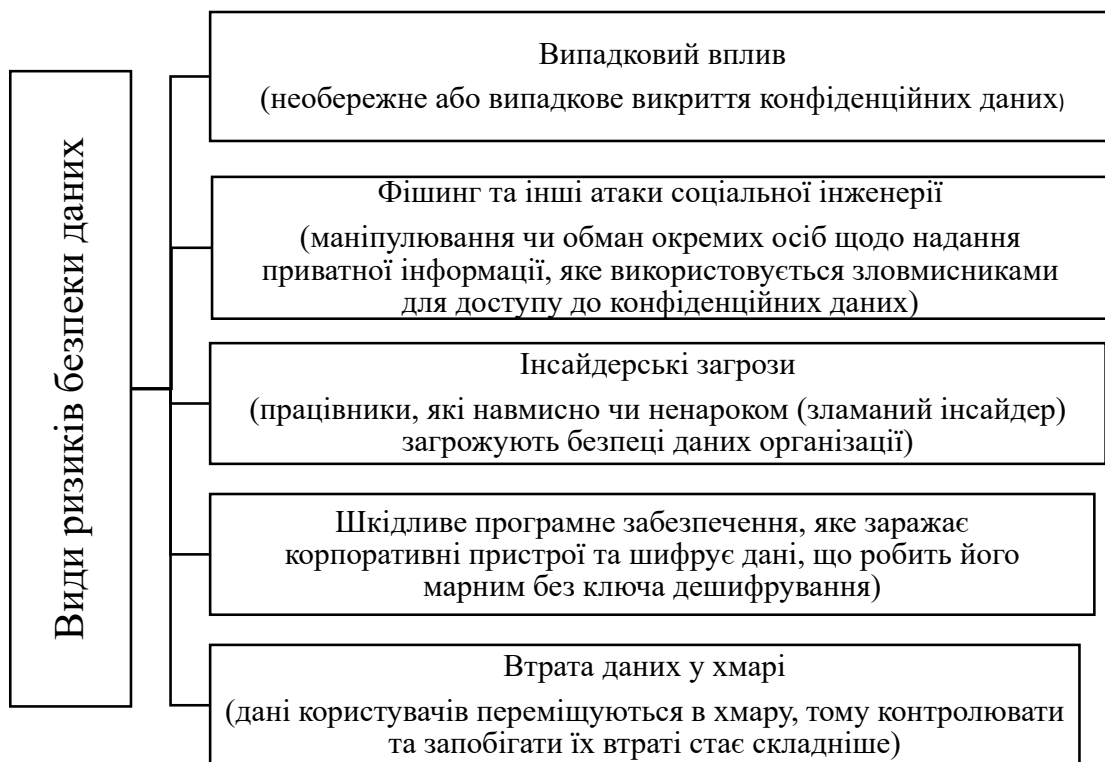 Види ризиків безпеки даних
Випадковий вплив
(необережне або випадкове викриття конфіденційних даних)
Фішинг та інші атаки соціальної інженерії
(маніпулювання чи обман окремих осіб щодо надання
приватної інформації, яке використовується зловмисниками
для доступу до конфіденційних даних)
Інсайдерські загрози
(працівники, які навмисно чи ненароком (зламаний інсайдер)
загрожують безпеці даних організації)
Шкідливе програмне забезпечення, яке заражає
корпоративні пристрої та шифрує дані, що робить його
марним без ключа дешифрування)
Втрата даних у хмарі
(дані користувачів переміщуються в хмару, тому контролювати
та запобігати їх втраті стає складніше)